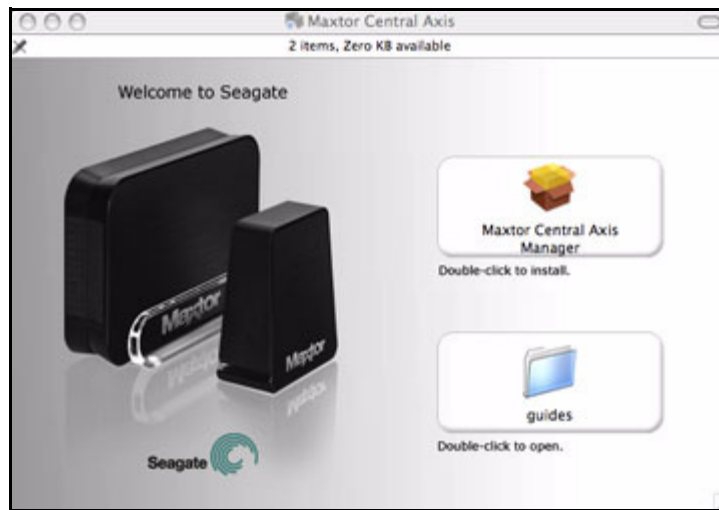 Maxtor Central Axis
2 items, Zero KB available
Welcome to Seagate
Maxtor
Maxtor
Seagate
Maxtor Central Axis
Manager
Double-click to install.
guides
Double-click to open.